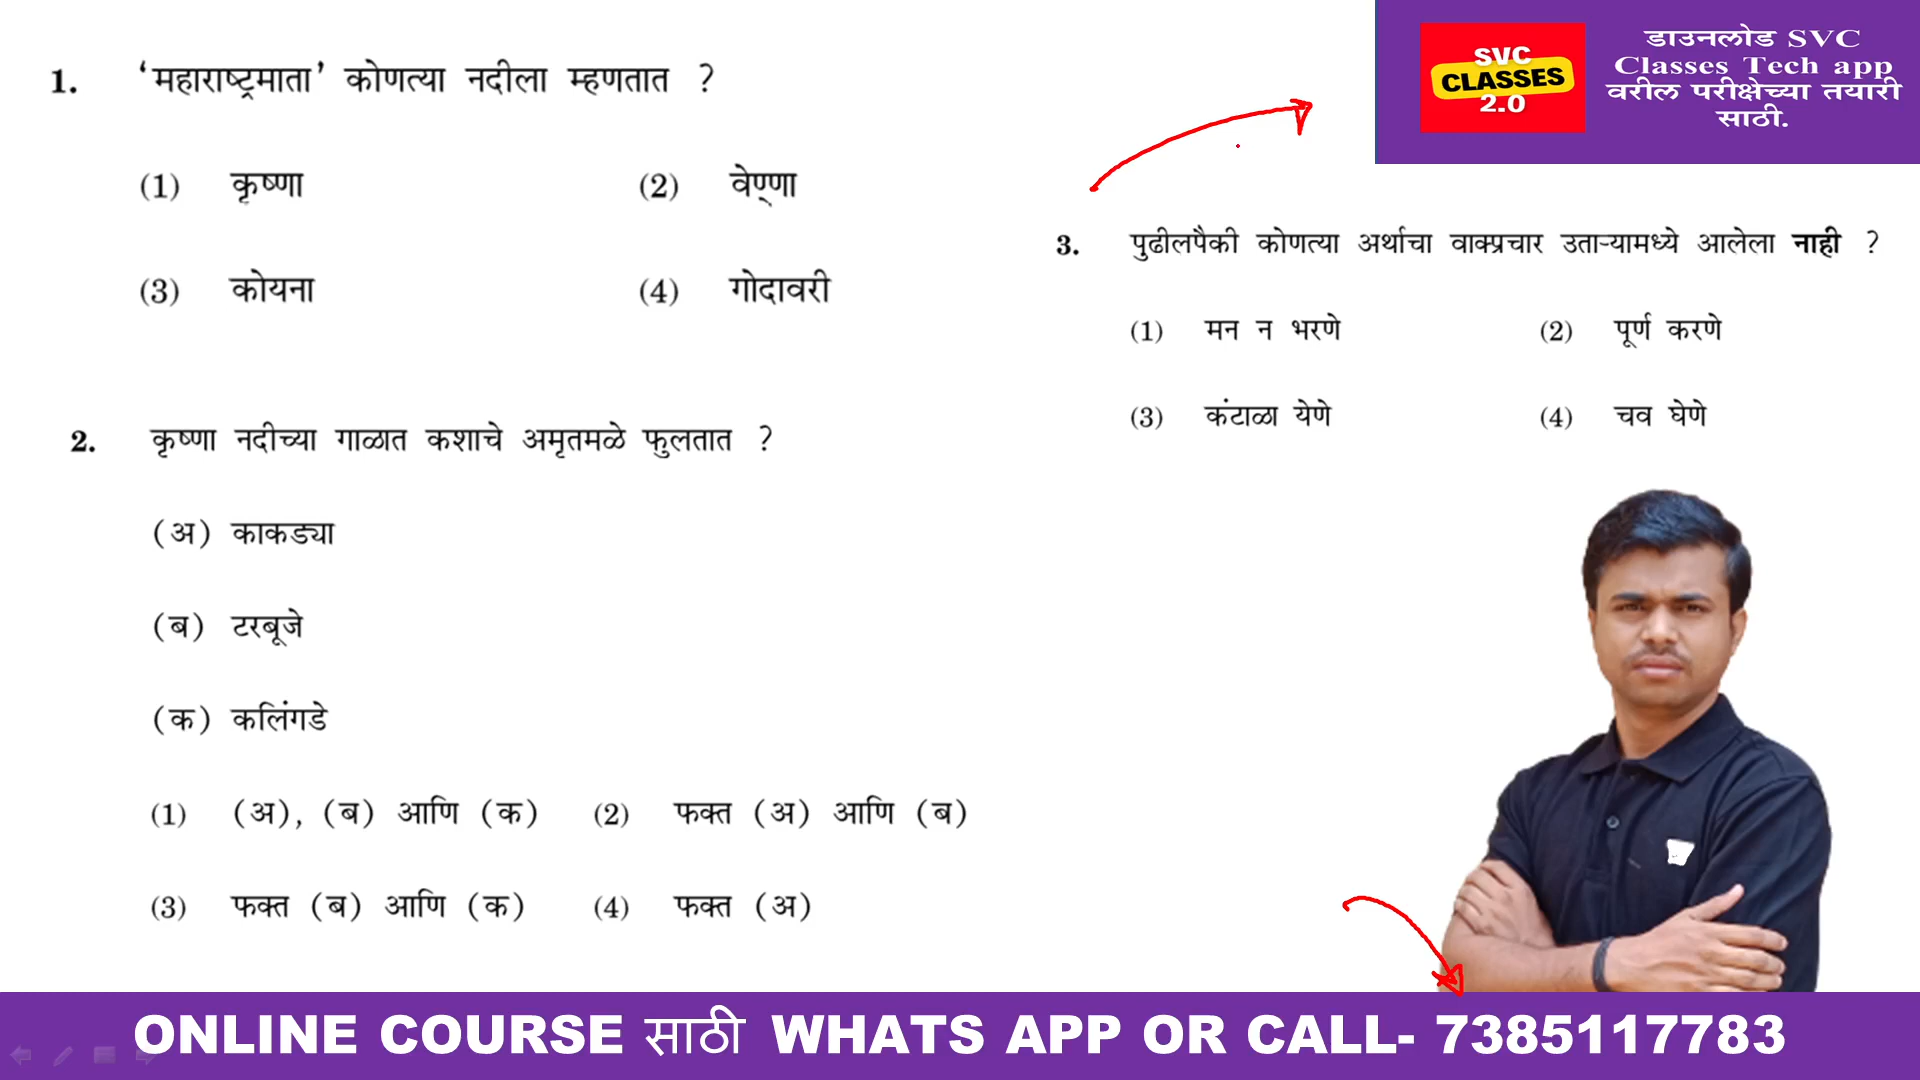 1. ‘महाराष्ट्रमाता’ कोणत्या नदीला म्हणतात ?
(1) कृष्णा (2) वेण्णा
(3) कोयना (4) गोदावरी
2. कृष्णा नदीच्या गाळात कशाचे अमृतमळे फुलतात ?
(अ) काकड्या
(ब) टरबूजे
(क) कलिंगडे
(1) (अ), (ब) आणि (क) (2) फक्त (अ) आणि (ब)
(3) फक्त (ब) आणि (क) (4) फक्त (अ)
SVC
CLASSES
2.0
डाउनलोड SVC
Classes Tech app
वरील परीक्षेच्या तयारी
साठी.
3. पुढीलपैकी कोणत्या अर्थाचा वाक्प्रचार उताऱ्यामध्ये आलेला नाही ?
(1) मन न भरणे (2) पूर्ण करणे
(3) कंटाळा येणे (4) चव घेणे
ONLINE COURSE साठी WHATS APP OR CALL- 7385117783